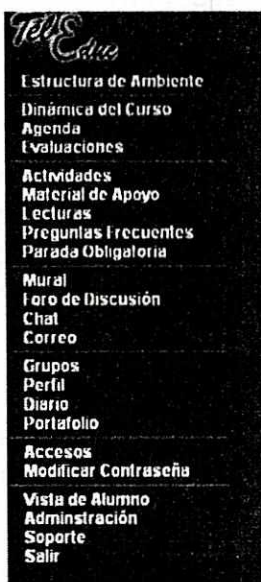 TelEduc
Estructura de Ambiente
Dinámica del Curso
Agenda
Evaluaciones
Actividades
Material de Apoyo
Lecturas
Preguntas Frecuentes
Parada Obligatoria
Mural
Foro de Discusión
Chat
Correo
Grupos
Perfil
Diario
Portafolio
Accesos
Modificar Contraseña
Vista de Alumno
Adminstración
Soporte
Salir